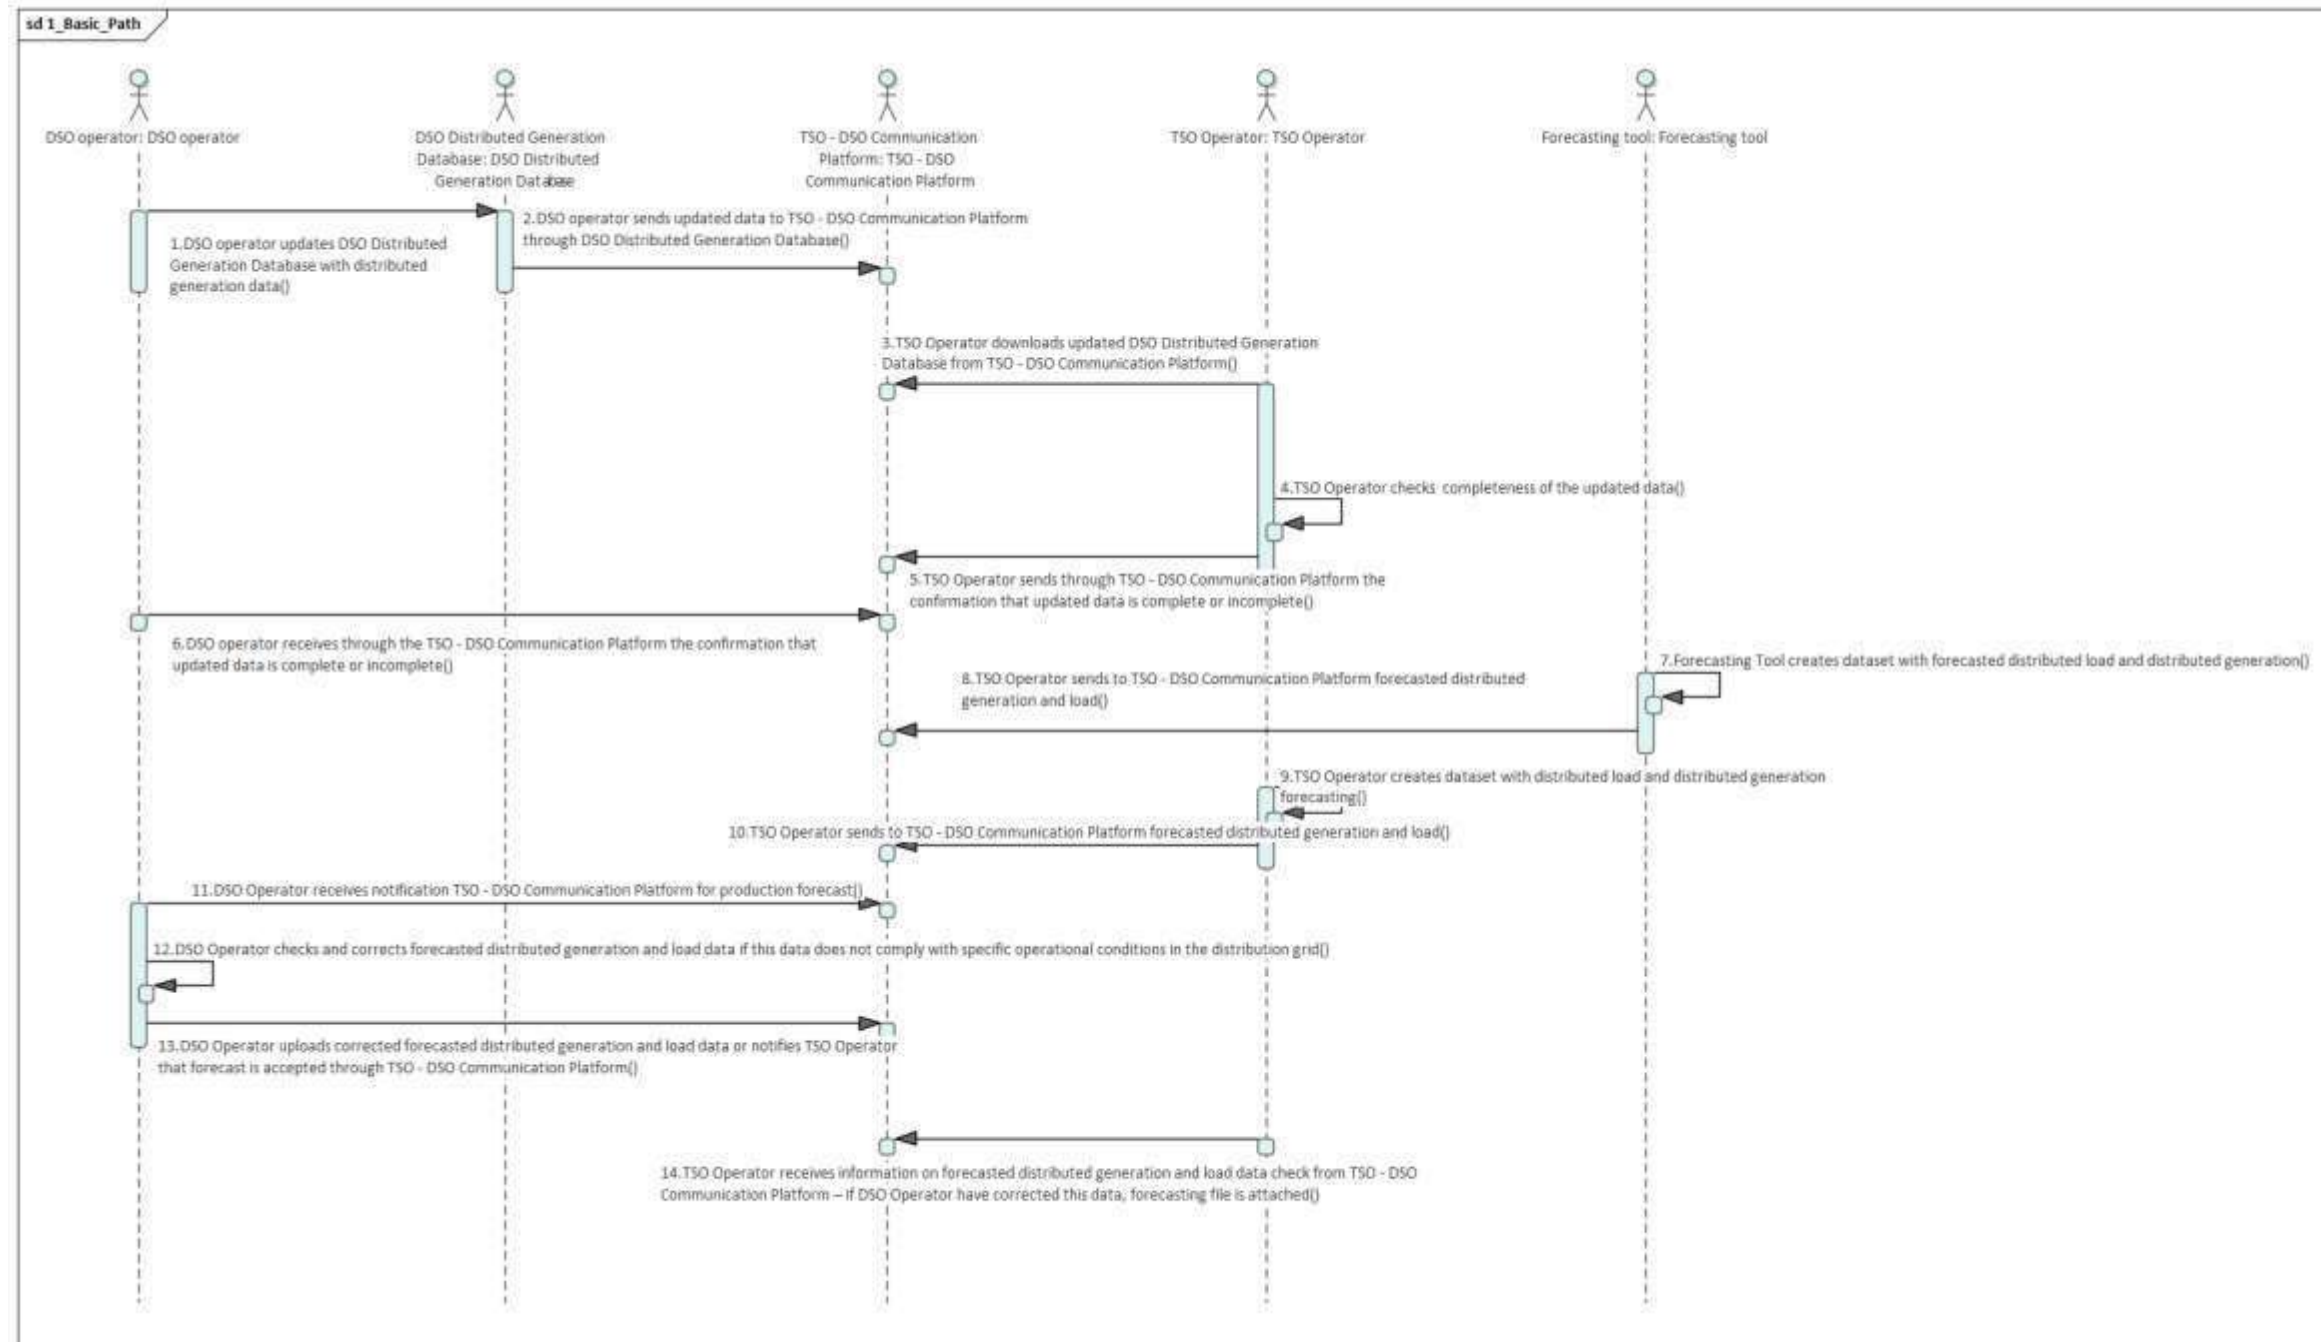 sd 1_Basic_Path
DSO operator: DSO operator
DSO Distributed Generation
Database: DSO Distributed
Generation Database
TSO - DSO Communication
Platform: TSO - DSO
Communication Platform
TSO Operator: TSO Operator
Forecasting tool: Forecasting tool
1.DSO operator updates DSO Distributed
Generation Database with distributed
generation data()
2.DSO operator sends updated data to TSO - DSO Communication Platform
through DSO Distributed Generation Database()
3.TSO Operator downloads updated DSO Distributed Generation
Database from TSO - DSO Communication Platform()
4.TSO Operator checks completeness of the updated data()
5.TSO Operator sends through TSO - DSO Communication Platform the
confirmation that updated data is complete or incomplete()
6.DSO operator receives through the TSO - DSO Communication Platform the confirmation that
updated data is complete or incomplete()
7.Forecasting Tool creates dataset with forecasted distributed load and distributed generation()
8.TSO Operator sends to TSO - DSO Communication Platform forecasted distributed
generation and load()
9.TSO Operator creates dataset with distributed load and distributed generation
forecasting()
10.TSO Operator sends to TSO - DSO Communication Platform forecasted distributed generation and load()
11.DSO Operator receives notification TSO - DSO Communication Platform for production forecast()
12.DSO Operator checks and corrects forecasted distributed generation and load data if this data does not comply with specific operational conditions in the distribution grid()
13.DSO Operator uploads corrected forecasted distributed generation and load data or notifies TSO Operator
that forecast is accepted through TSO - DSO Communication Platform()
14.TSO Operator receives information on forecasted distributed generation and load data check from TSO - DSO
Communication Platform – if DSO Operator have corrected this data, forecasting file is attached()